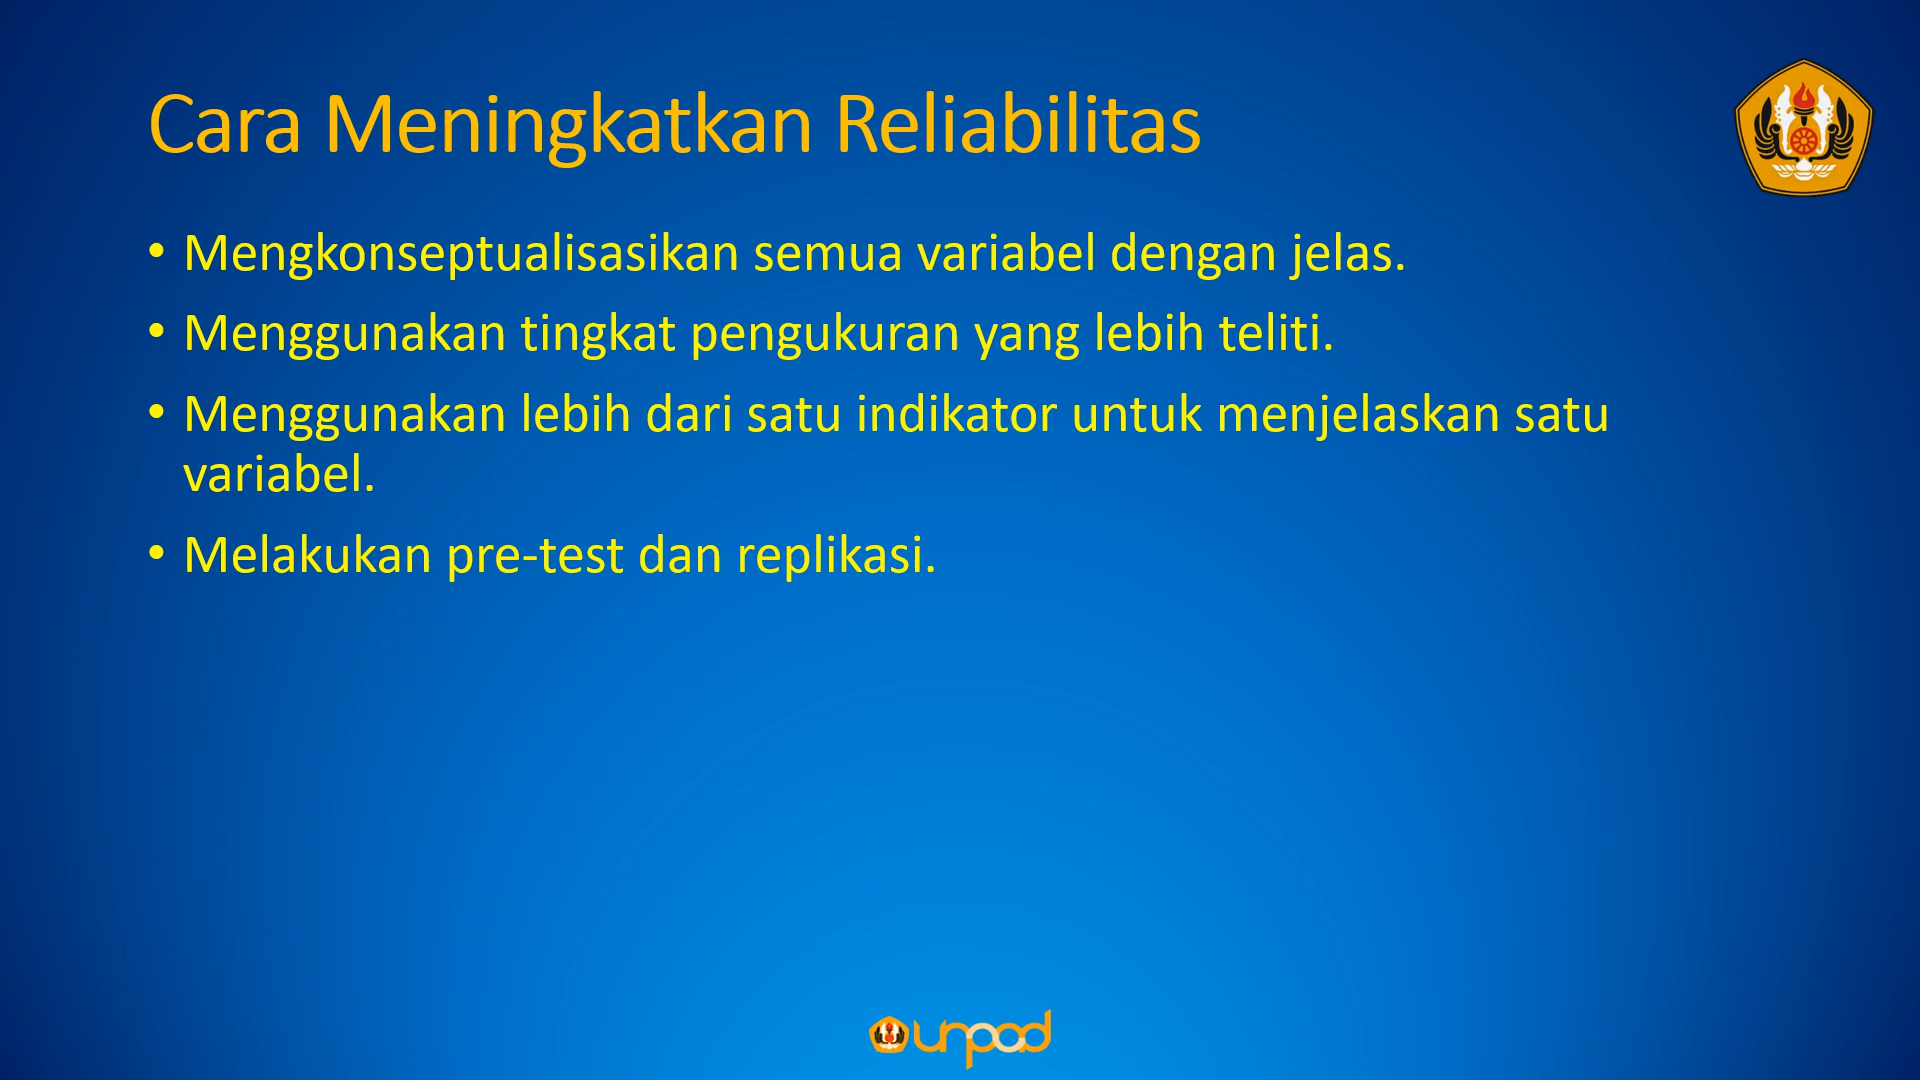 Cara Meningkatkan Reliabilitas
• Mengkonseptualisasikan semua variabel dengan jelas.
• Menggunakan tingkat pengukuran yang lebih teliti.
• Menggunakan lebih dari satu indikator untuk menjelaskan satu
variabel.
• Melakukan pre-test dan replikasi.
unpad